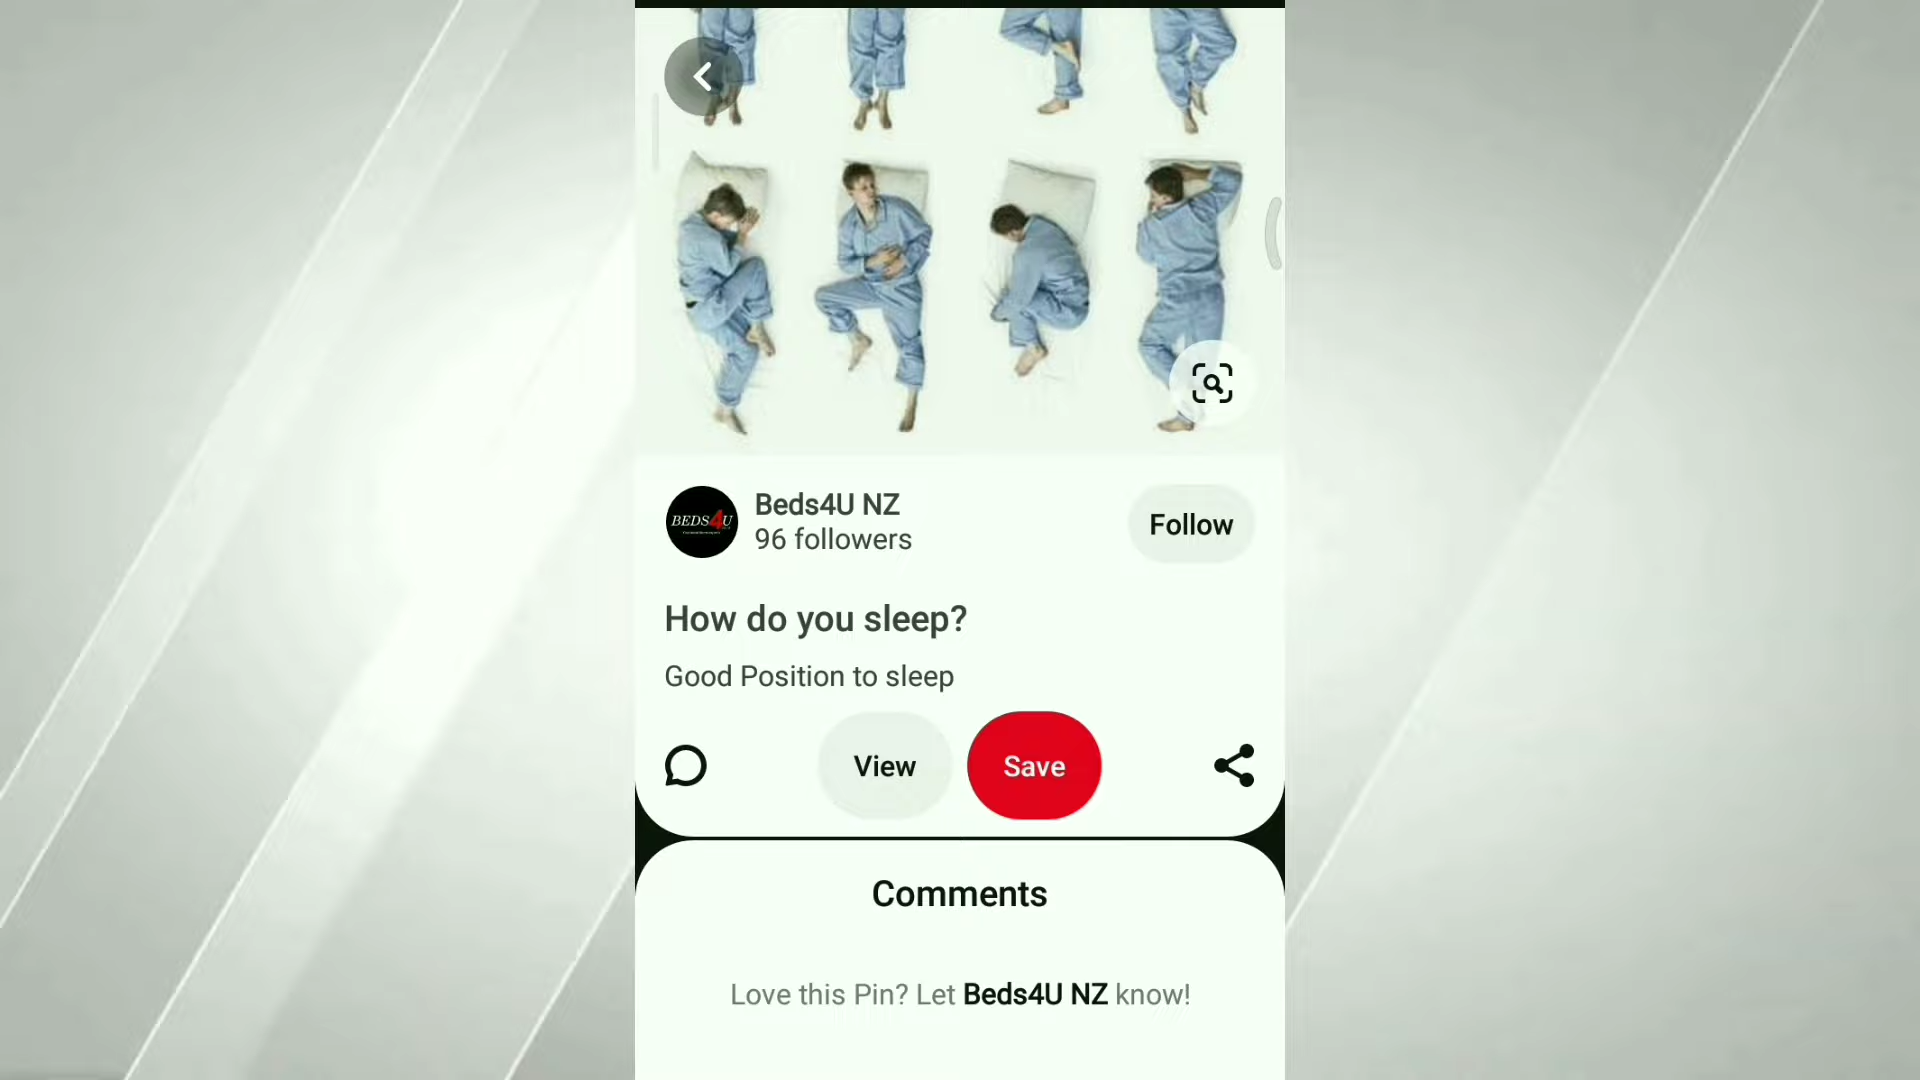 BEDS4U
Beds4U NZ
96 followers
Follow
How do you sleep?
Good Position to sleep
View
Save
Comments
Love this Pin? Let Beds4U NZ know!